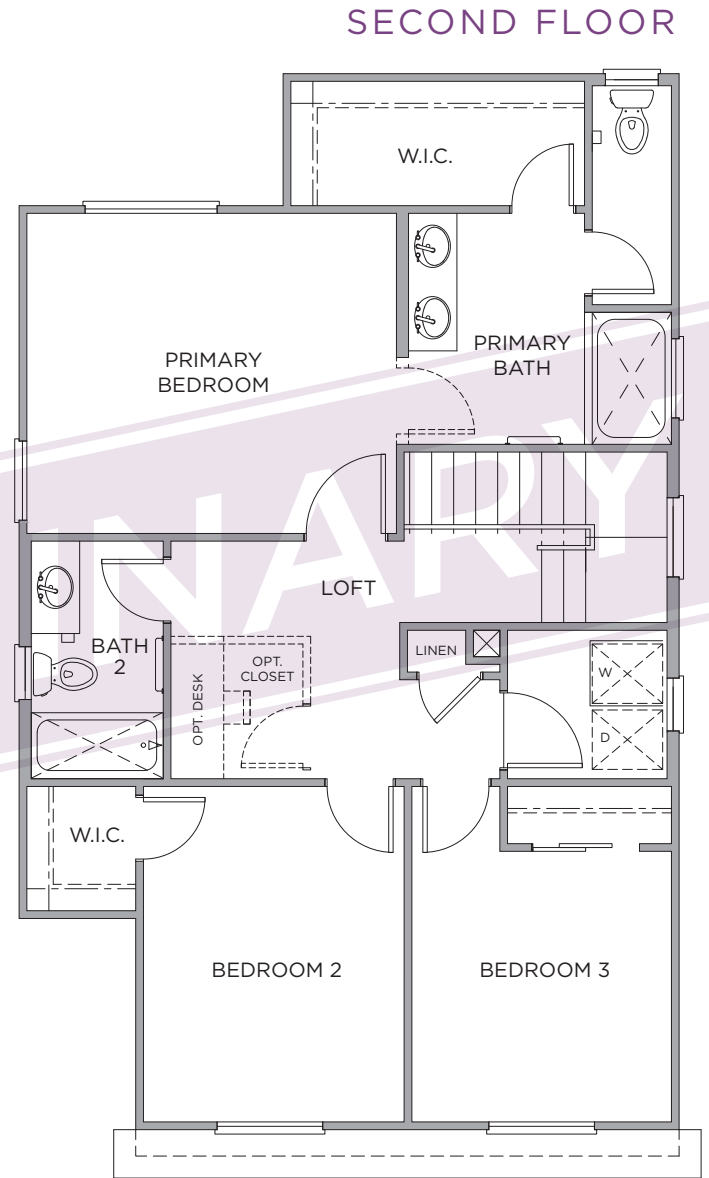 SECOND FLOOR
W.I.C.
PRIMARY
BEDROOM
PRIMARY
BATH
LOFT
BATH
2
LINEN
OPT.
CLOSET
OPT. DESK
W
D
W.I.C.
BEDROOM 2
BEDROOM 3
INARY